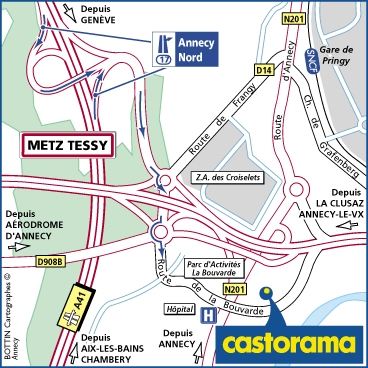 Depuis
GENÈVE
N201
17
Annecy
Nord
SNCF
Gare de
Pringy
D14
Route de Frangy
Route d'Annecy
Ch. de Grafenberg
METZ TESSY
Z.A. des Croiselets
Depuis
LA CLUSAZ
ANNECY-LE-VX
Depuis
AÉRODROME
D'ANNECY
D908B
Parc d'Activités
La Bouvarde
N201
Route de la Bouvarde
A41
Hôpital
H
castorama
Depuis
AIX-LES-BAINS
CHAMBERY
Depuis
ANNECY
BOTTIN Cartographes ©
Annecy